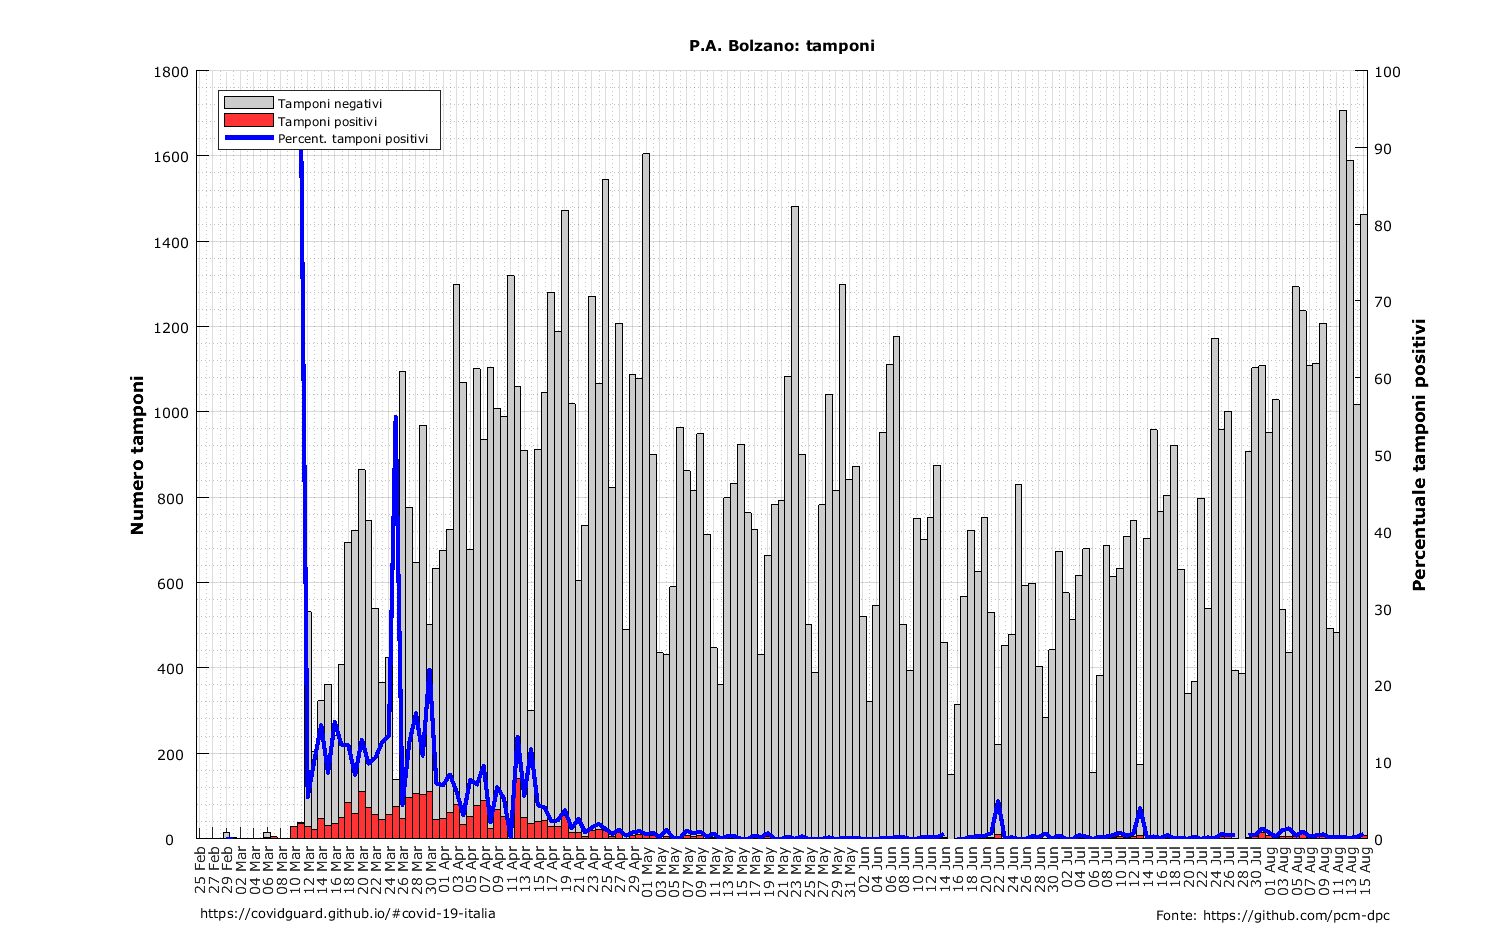 P.A. Bolzano: tamponi
1800
1600
1400
1200
1000
800
600
400
200
0
Numero tamponi
Tamponi negativi
Tamponi positivi
Percent. tamponi positivi
100
90
80
70
60
50
40
30
20
10
0
Percentuale tamponi positivi
25 Feb
27 Feb
29 Feb
02 Mar
04 Mar
06 Mar
08 Mar
10 Mar
12 Mar
14 Mar
16 Mar
18 Mar
20 Mar
22 Mar
24 Mar
26 Mar
28 Mar
30 Mar
01 Apr
03 Apr
05 Apr
07 Apr
09 Apr
11 Apr
13 Apr
15 Apr
17 Apr
19 Apr
21 Apr
23 Apr
25 Apr
27 Apr
29 Apr
01 May
03 May
05 May
07 May
09 May
11 May
13 May
15 May
17 May
19 May
21 May
23 May
25 May
27 May
29 May
31 May
02 Jun
04 Jun
06 Jun
08 Jun
10 Jun
12 Jun
14 Jun
16 Jun
18 Jun
20 Jun
22 Jun
24 Jun
26 Jun
28 Jun
30 Jun
02 Jul
04 Jul
06 Jul
08 Jul
10 Jul
12 Jul
14 Jul
16 Jul
18 Jul
20 Jul
22 Jul
24 Jul
26 Jul
28 Jul
30 Jul
01 Aug
03 Aug
05 Aug
07 Aug
09 Aug
11 Aug
13 Aug
15 Aug
https://covidguard.github.io/#covid-19-italia
Fonte: https://github.com/pcm-dpc